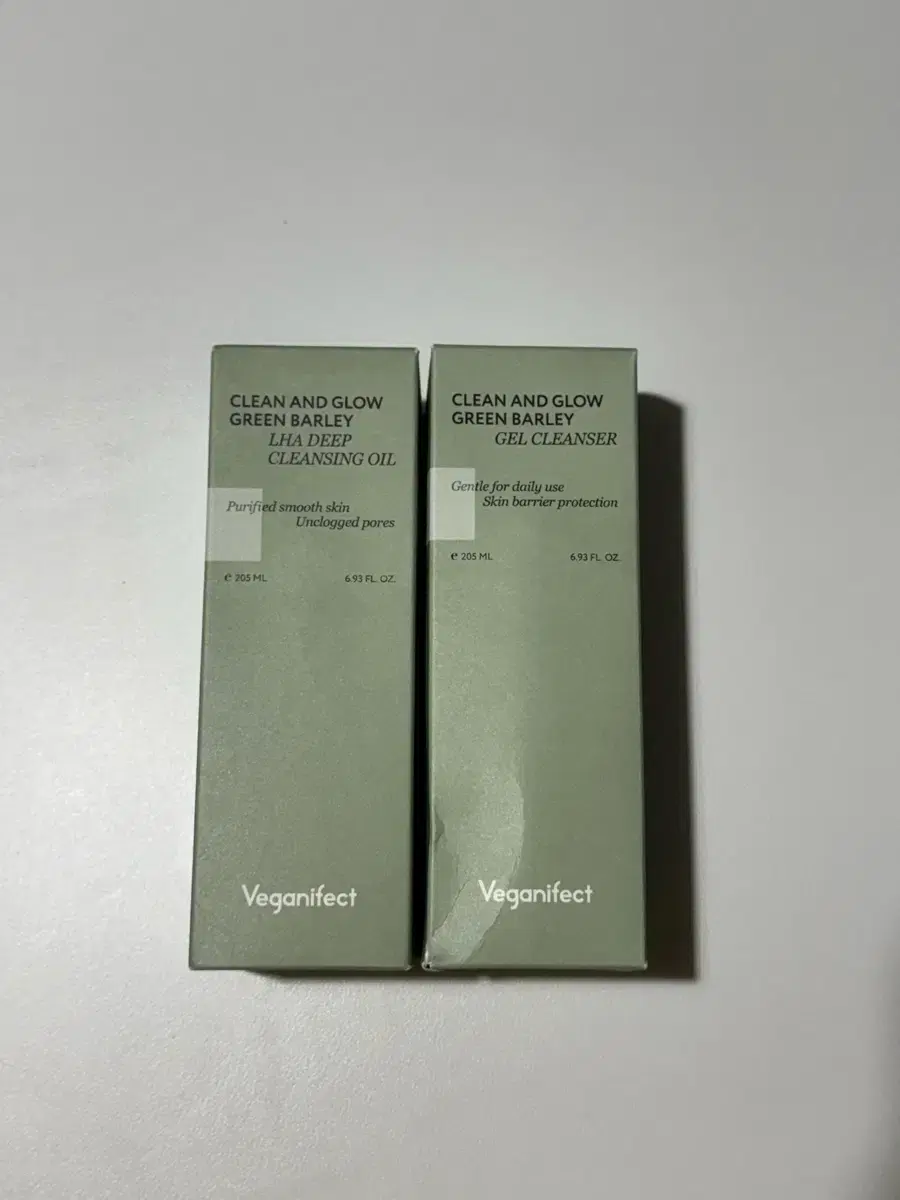 CLEAN AND GLOW
GREEN BARLEY
LHA DEEP
CLEANSING OIL
Purified smooth skin
Unclogged pores
℮ 205 ML 6.93 FL. OZ.
Veganifect
CLEAN AND GLOW
GREEN BARLEY
GEL CLEANSER
Gentle for daily use
Skin barrier protection
℮ 205 ML 6.93 FL. OZ.
Veganifect